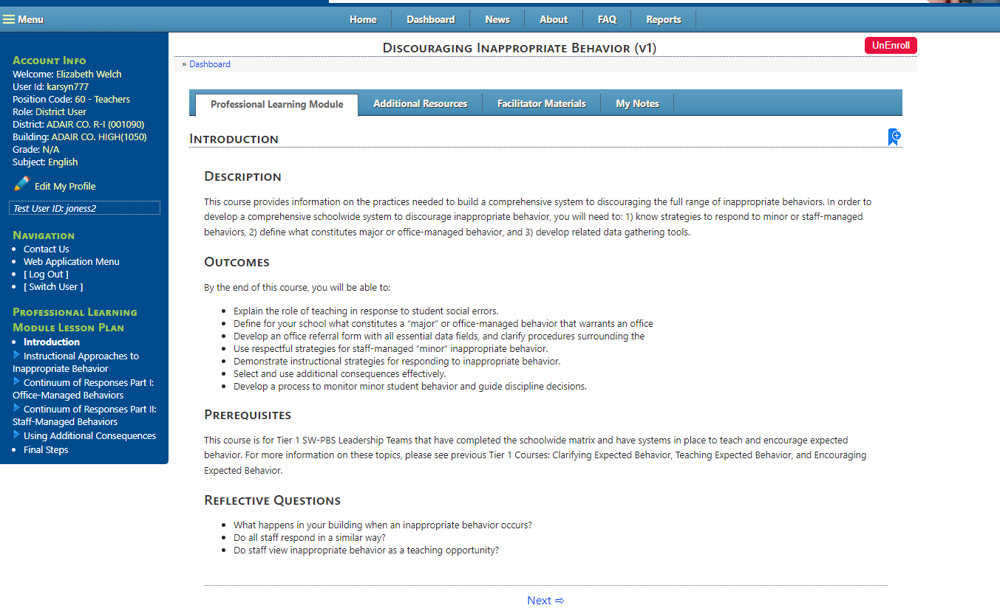 Menu
Home
Dashboard
News
About
FAQ
Reports
Account Info
Welcome: Elizabeth Welch
User Id: karsyn777
Position Code: 60 - Teachers
Role: District User
District: ADAIR CO. R-I (001090)
Building: ADAIR CO. HIGH(1050)
Grade: N/A
Subject: English
Edit My Profile
Test User ID: joness2
Navigation
Contact Us
Web Application Menu
[ Log Out ]
[ Switch User ]
Professional Learning
Module Lesson Plan
Introduction
Instructional Approaches to
Inappropriate Behavior
Continuum of Responses Part I:
Office-Managed Behaviors
Continuum of Responses Part II:
Staff-Managed Behaviors
Using Additional Consequences
Final Steps
Discouraging Inappropriate Behavior (v1)
UnEnroll
» Dashboard
Professional Learning Module
Additional Resources
Facilitator Materials
My Notes
Introduction
Description
This course provides information on the practices needed to build a comprehensive system to discouraging the full range of inappropriate behaviors. In order to
develop a comprehensive schoolwide system to discourage inappropriate behavior, you will need to: 1) know strategies to respond to minor or staff-managed
behaviors, 2) define what constitutes major or office-managed behavior, and 3) develop related data gathering tools.
Outcomes
By the end of this course, you will be able to:
Explain the role of teaching in response to student social errors.
Define for your school what constitutes a “major” or office-managed behavior that warrants an office
Develop an office referral form with all essential data fields, and clarify procedures surrounding the
Use respectful strategies for staff-managed “minor” inappropriate behavior.
Demonstrate instructional strategies for responding to inappropriate behavior.
Select and use additional consequences effectively.
Develop a process to monitor minor student behavior and guide discipline decisions.
Prerequisites
This course is for Tier 1 SW-PBS Leadership Teams that have completed the schoolwide matrix and have systems in place to teach and encourage expected
behavior. For more information on these topics, please see previous Tier 1 Courses: Clarifying Expected Behavior, Teaching Expected Behavior, and Encouraging
Expected Behavior.
Reflective Questions
What happens in your building when an inappropriate behavior occurs?
Do all staff respond in a similar way?
Do staff view inappropriate behavior as a teaching opportunity?
Next ⇨